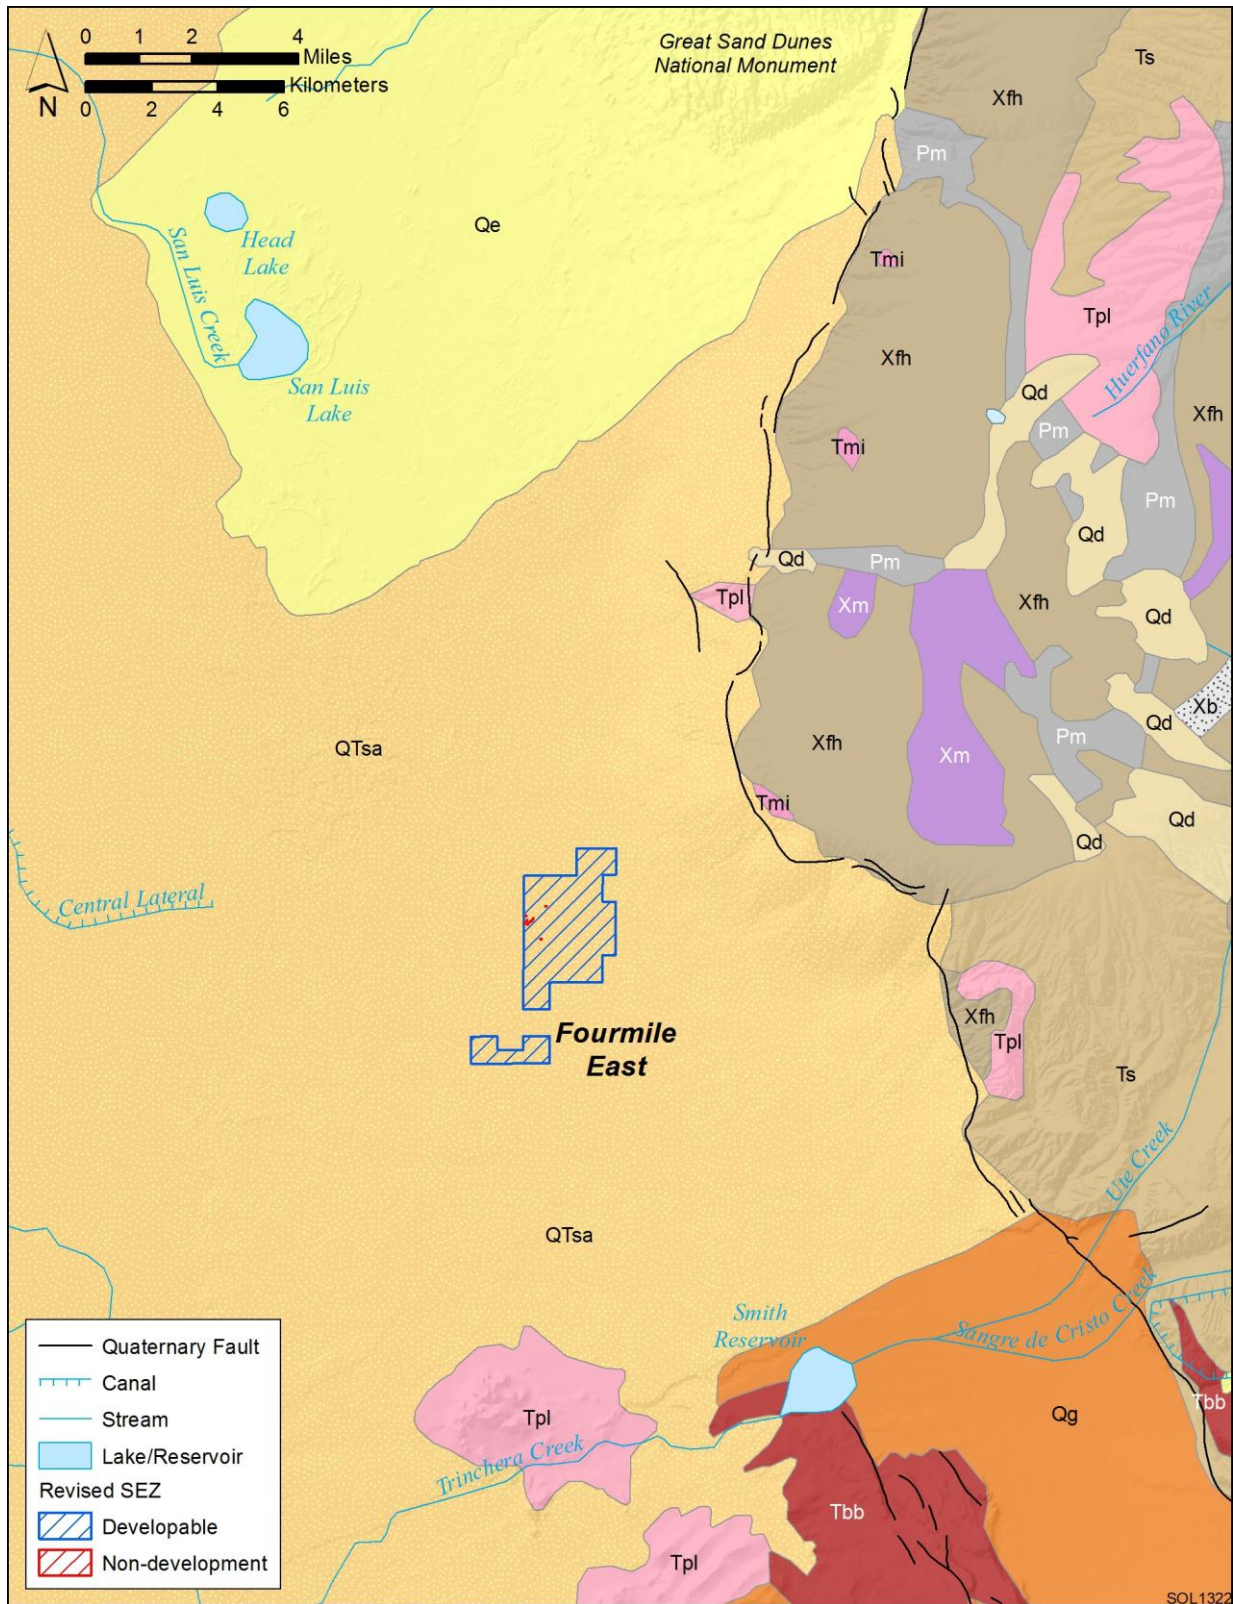 0 1 2 4
Miles
Kilometers
0 2 4 6
N
Great Sand Dunes
National Monument
Ts
Xfh
Pm
Qe
Head
Lake
San Luis Creek
San Luis
Lake
Tmi
Tpl
Huerfano River
Xfh
Qd
Pm
Xfh
Tmi
Pm
Qd
Qd
Pm
Tpl
Xm
Xfh
Qd
QTsa
Xfh
Xm
Pm
Qd
Xb
Tmi
Qd
Qd
Central Lateral
Fourmile
East
Xfh
Tpl
Ts
Ute Creek
QTsa
Smith
Reservoir
Sangre de Cristo Creek
Tpl
Trinchera Creek
Qg
Tbb
Tbb
Tpl
Quaternary Fault
Canal
Stream
Lake/Reservoir
Revised SEZ
Developable
Non-development
SOL1322